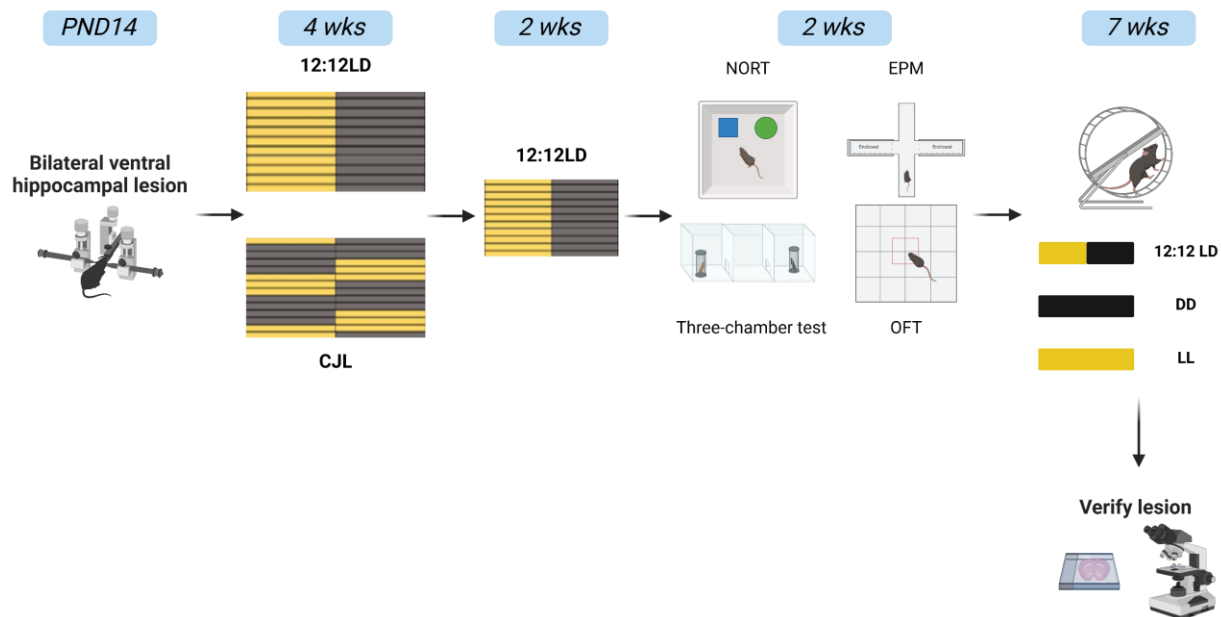 PND14
4 wks
2 wks
2 wks
7 wks
12:12LD
Bilateral ventral
hippocampal lesion
CJL
12:12LD
NORT
EPM
Enclosed
Enclosed
Three-chamber test
OFT
12:12 LD
DD
LL
Verify lesion